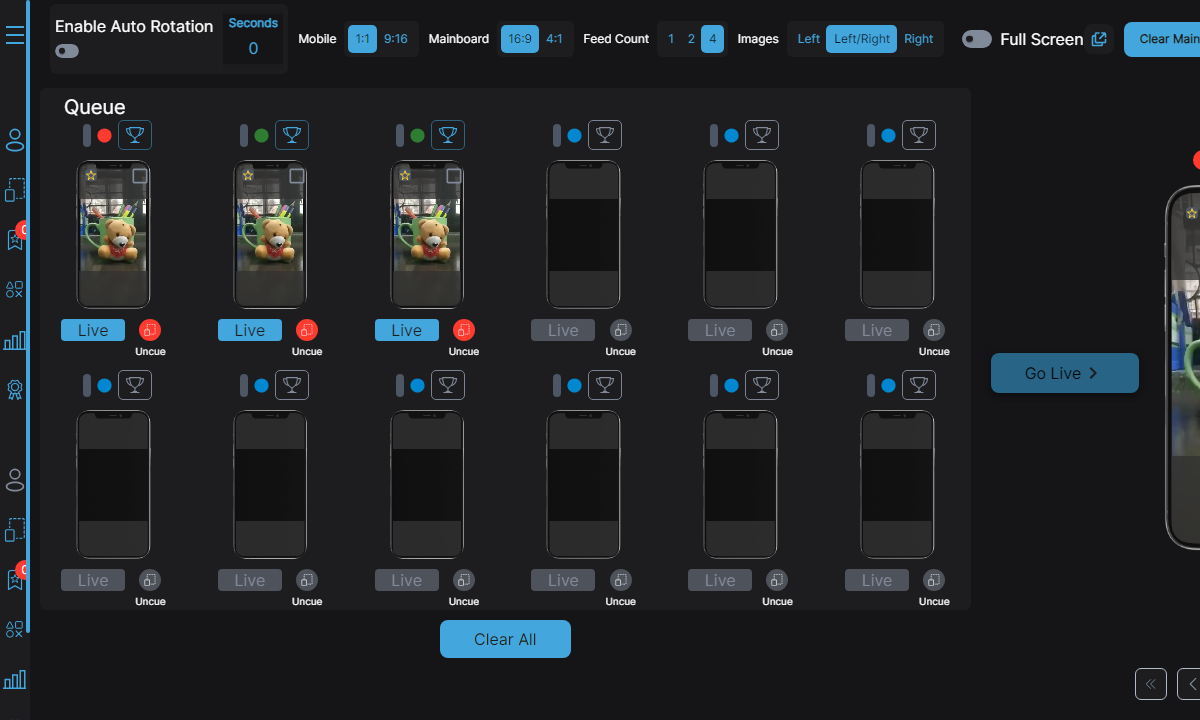 Enable Auto Rotation
Seconds
0
Mobile 1:1 9:16 Mainboard 16:9 4:1 Feed Count 1 2 4 Images Left Left/Right Right Full Screen Clear Main
Queue
Live Live Live Live Live Live
Uncue Uncue Uncue Uncue Uncue Uncue
Go Live
Live Live Live Live Live Live
Uncue Uncue Uncue Uncue Uncue Uncue
Clear All